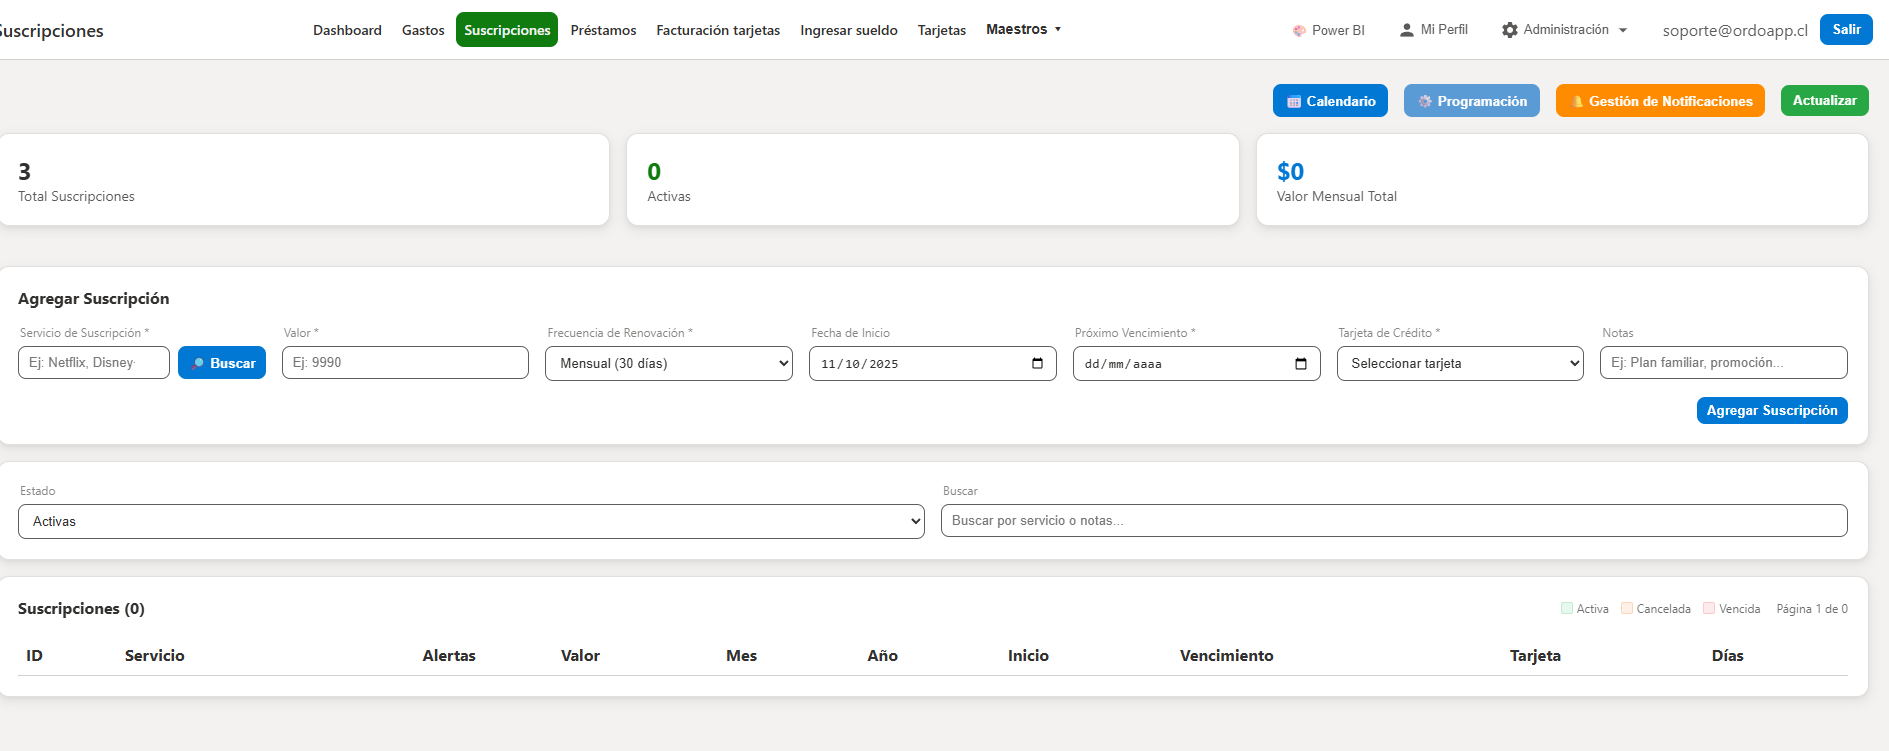 Suscripciones
Dashboard Gastos Suscripciones Préstamos Facturación tarjetas Ingresar sueldo Tarjetas Maestros Power BI Mi Perfil Administración soporte@ordoapp.cl Salir
Calendario Programación Gestión de Notificaciones Actualizar
3
Total Suscripciones
0
Activas
$0
Valor Mensual Total
Agregar Suscripción
Servicio de Suscripción * Valor * Frecuencia de Renovación * Fecha de Inicio Próximo Vencimiento * Tarjeta de Crédito * Notas
Ej: Netflix, Disney Buscar Ej: 9990 Mensual (30 días) 11/10/2025 dd/mm/aaaa Seleccionar tarjeta Ej: Plan familiar, promoción...
Agregar Suscripción
Estado Buscar
Activas Buscar por servicio o notas...
Suscripciones (0) Activa Cancelada Vencida Página 1 de 0
ID Servicio Alertas Valor Mes Año Inicio Vencimiento Tarjeta Días